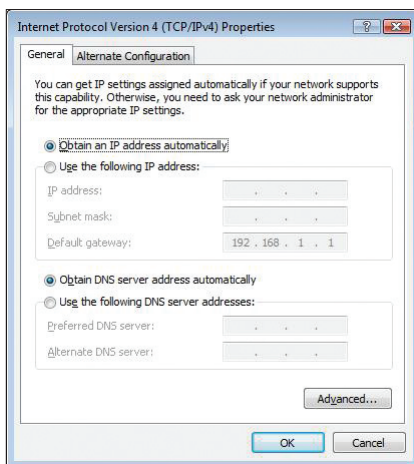 Internet Protocol Version 4 (TCP/IPv4) Properties
General
Alternate Configuration
You can get IP settings assigned automatically if your network supports
this capability. Otherwise, you need to ask your network administrator
for the appropriate IP settings.
Obtain an IP address automatically
Use the following IP address:
IP address:
Subnet mask:
Default gateway: 192 . 168 . 1 . 1
Obtain DNS server address automatically
Use the following DNS server addresses:
Preferred DNS server:
Alternate DNS server:
Advanced...
OK
Cancel